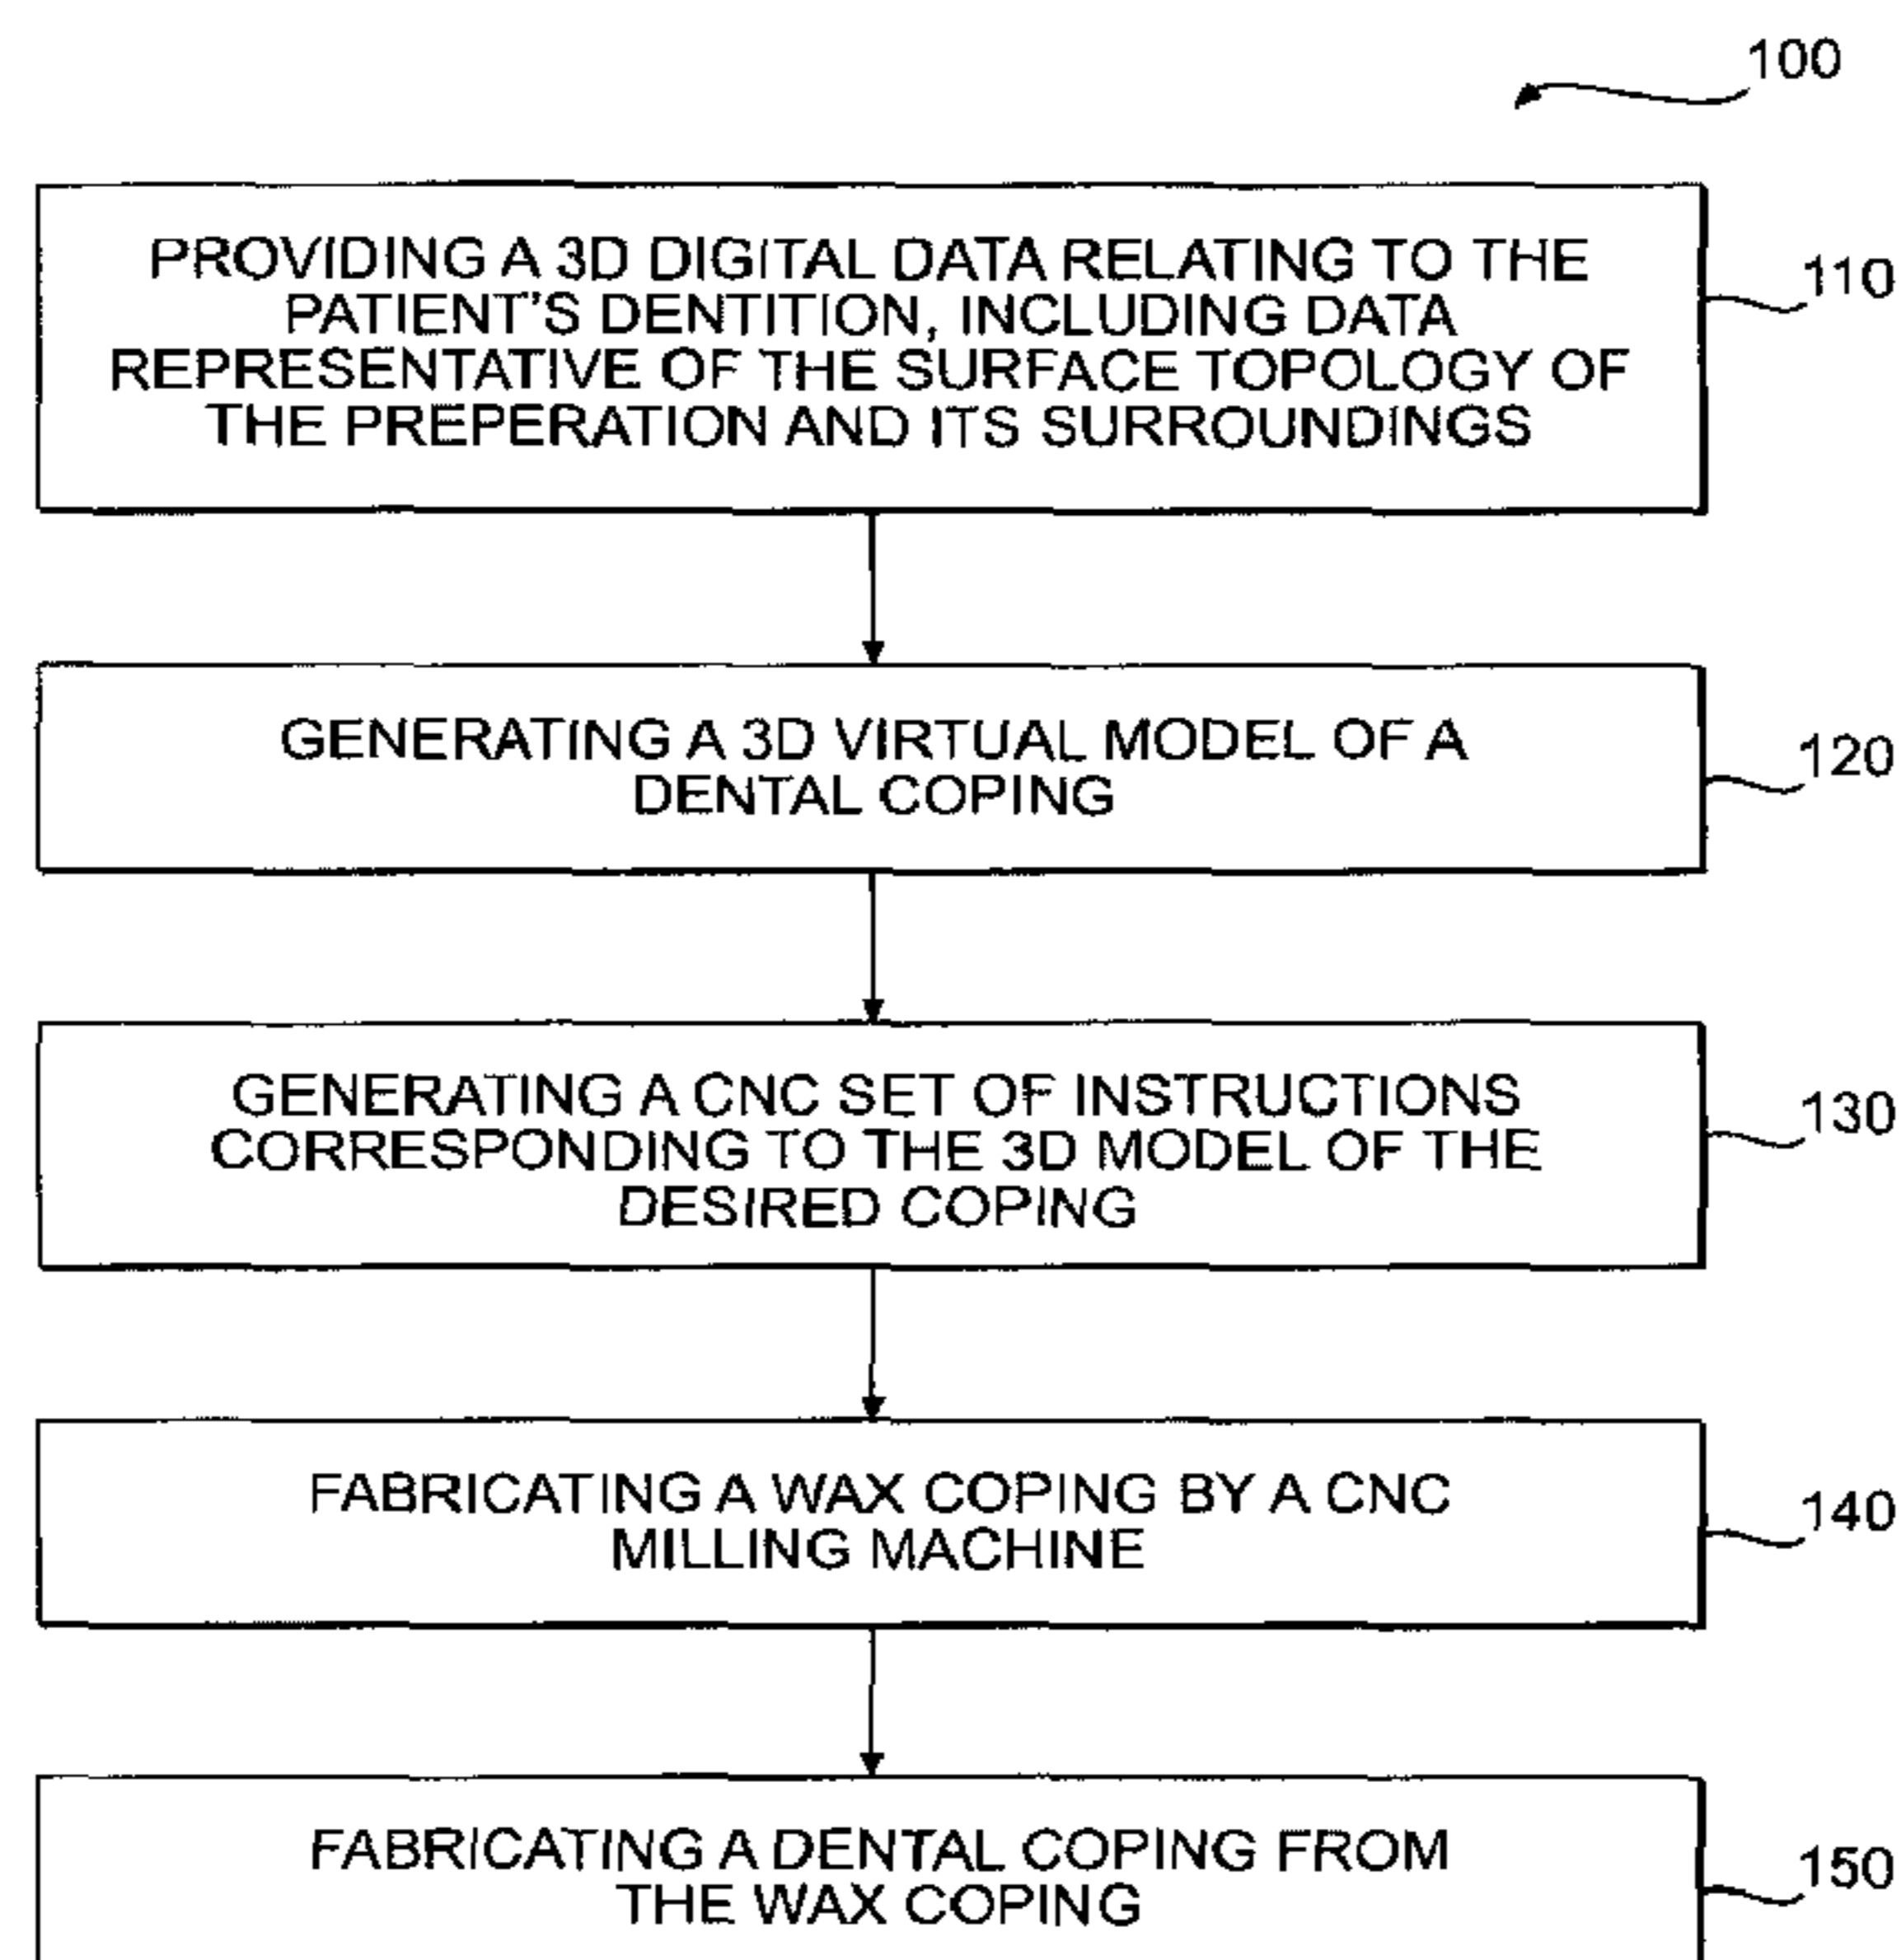 100
PROVIDING A 3D DIGITAL DATA RELATING TO THE
PATIENT'S DENTITION, INCLUDING DATA
REPRESENTATIVE OF THE SURFACE TOPOLOGY OF
THE PREPERATION AND ITS SURROUNDINGS
110
GENERATING A 3D VIRTUAL MODEL OF A
DENTAL COPING
120
GENERATING A CNC SET OF INSTRUCTIONS
CORRESPONDING TO THE 3D MODEL OF THE
DESIRED COPING
130
FABRICATING A WAX COPING BY A CNC
MILLING MACHINE
140
FABRICATING A DENTAL COPING FROM
THE WAX COPING
150